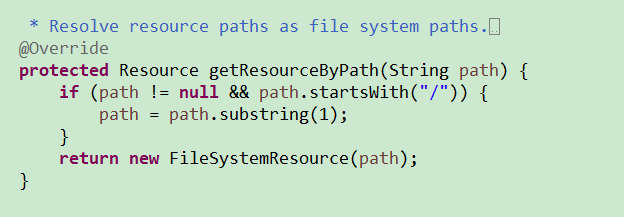 * Resolve resource paths as file system paths.
@Override
protected Resource getResourceByPath(String path) {
if (path != null && path.startsWith("/")) {
path = path.substring(1);
}
return new FileSystemResource(path);
}